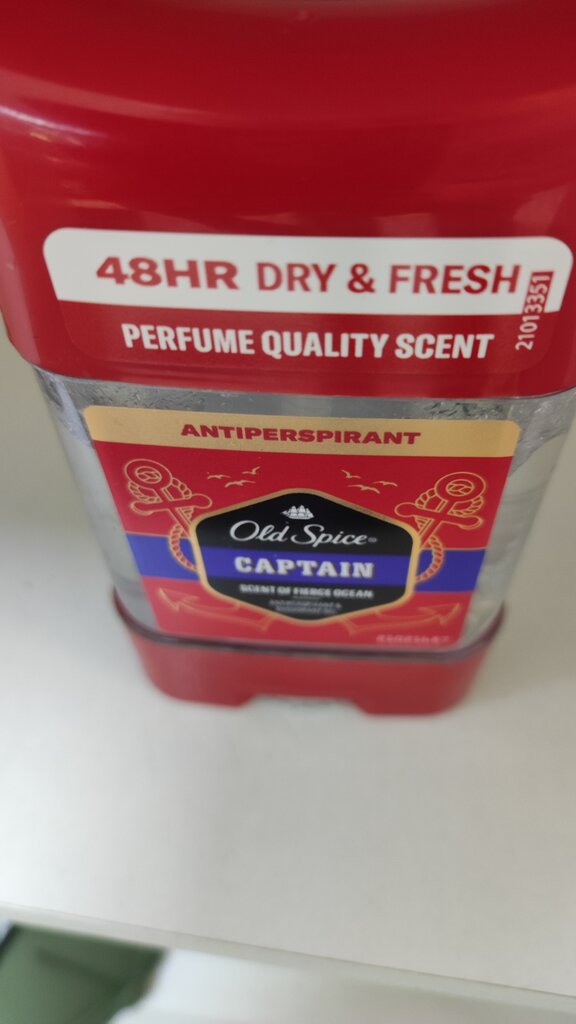 48HR DRY & FRESH
21013351
PERFUME QUALITY SCENT
ANTIPERSPIRANT
Old Spice
CAPTAIN
SCENT OF FIERCE OCEAN